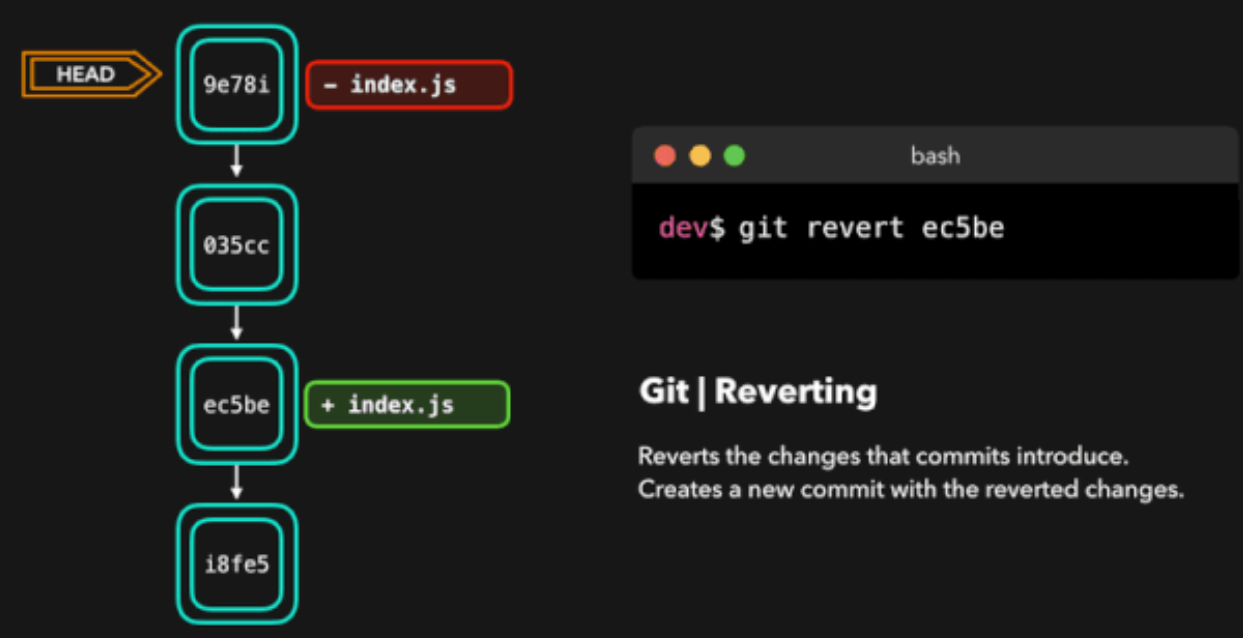 HEAD
9e78i
- index.js
035cc
ec5be
+ index.js
i8fe5
bash
dev$ git revert ec5be
Git | Reverting
Reverts the changes that commits introduce.
Creates a new commit with the reverted changes.